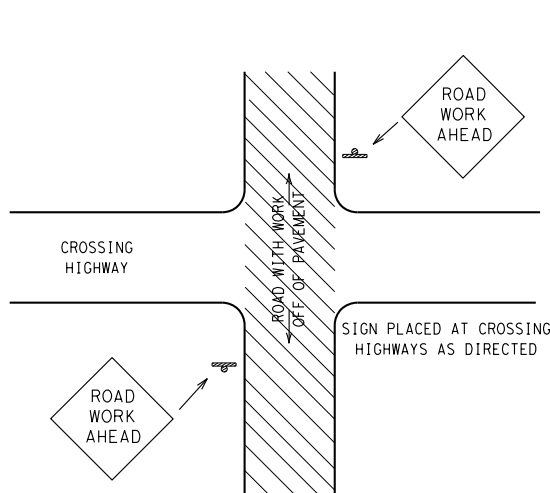 ROAD
WORK
AHEAD
ROAD WITH WORK
OFF OF PAVEMENT
CROSSING
HIGHWAY
SIGN PLACED AT CROSSING
HIGHWAYS AS DIRECTED
ROAD
WORK
AHEAD